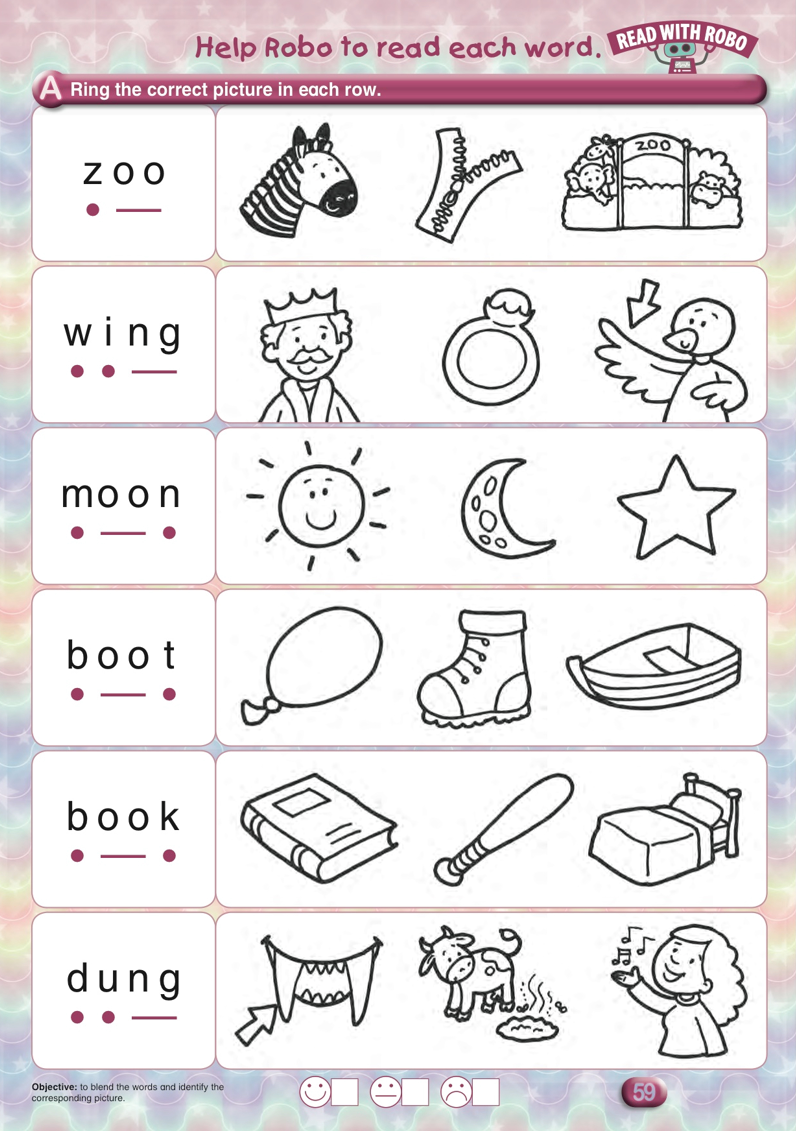 Help Robo to read each word.
READ WITH ROBO
A Ring the correct picture in each row.
zoo
ZOO
wing
moon
boot
book
dung
Objective: to blend the words and identify the
corresponding picture.
59